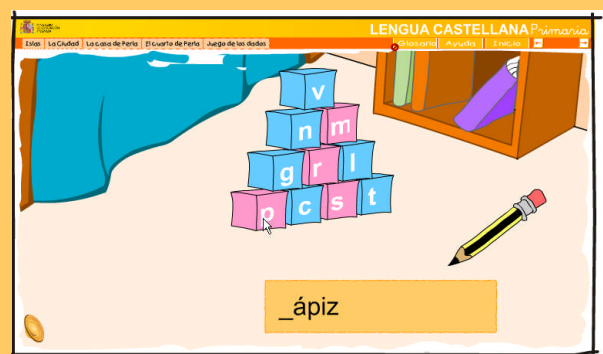 LENGUA CASTELLANA Primaria
Islas La Ciudad La casa de Perla El cuarto de Perla Juego de los dados
Glosario Ayuda Inicio
v
n m
g r l
p c s t
_ápiz